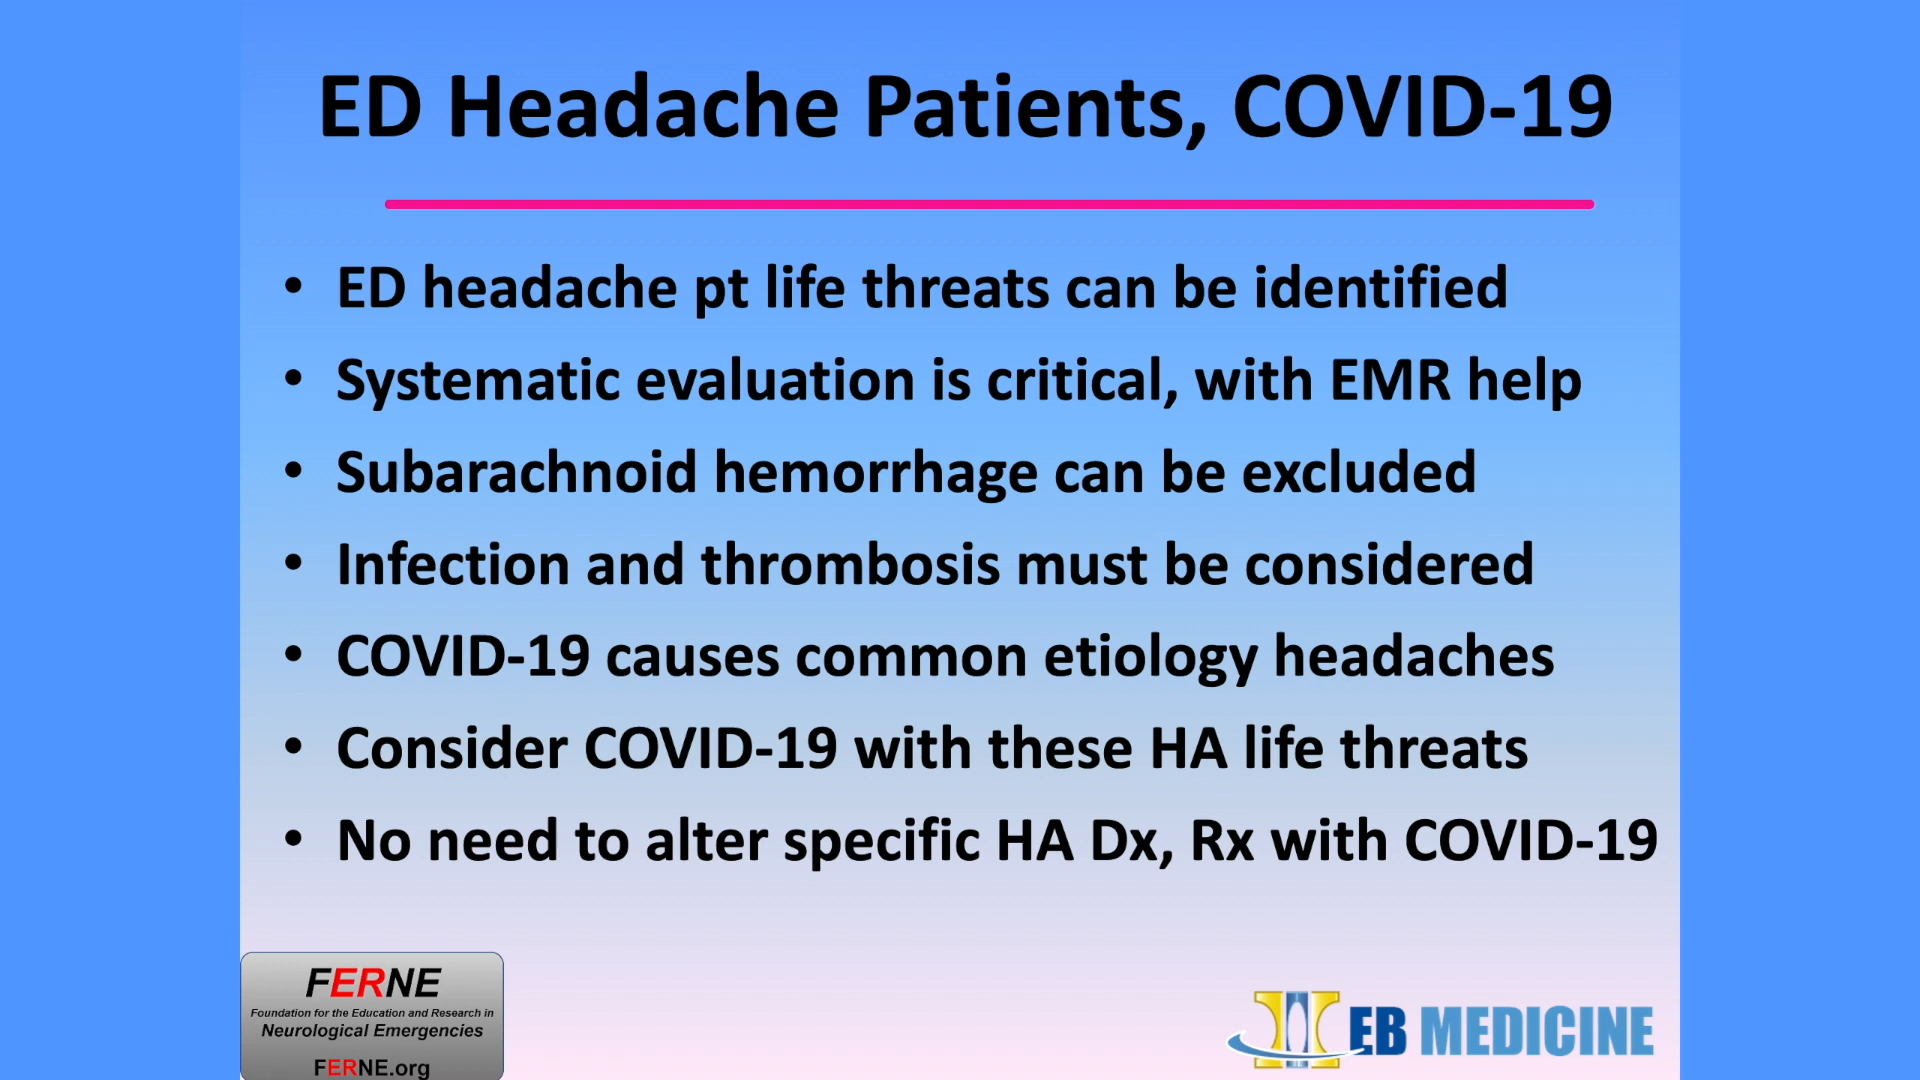 ED Headache Patients, COVID-19
• ED headache pt life threats can be identified
• Systematic evaluation is critical, with EMR help
• Subarachnoid hemorrhage can be excluded
• Infection and thrombosis must be considered
• COVID-19 causes common etiology headaches
• Consider COVID-19 with these HA life threats
• No need to alter specific HA Dx, Rx with COVID-19
FERNE
Foundation for the Education and Research in
Neurological Emergencies
FERNE.org
EB MEDICINE